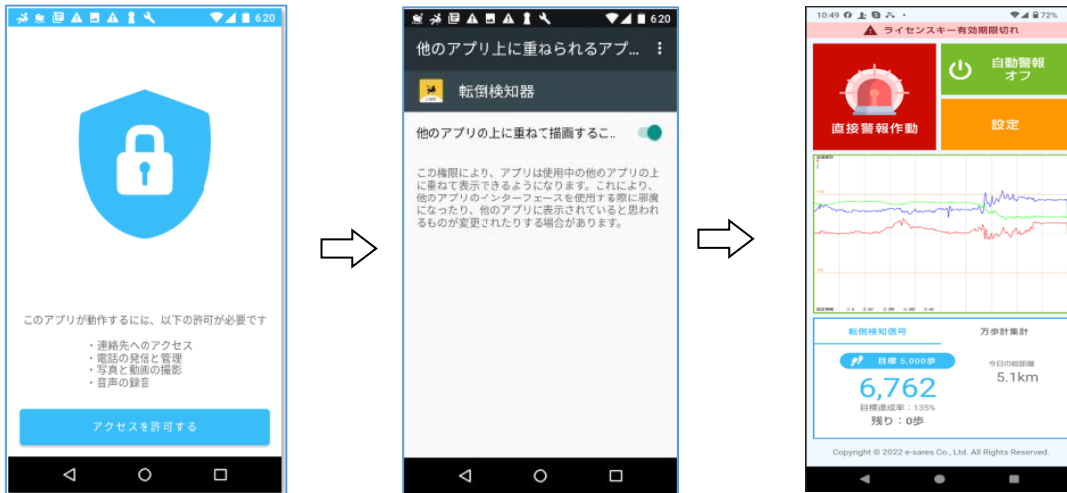 6:20
このアプリが動作するには、以下の許可が必要です
・連絡先へのアクセス
・電話の発信と管理
・写真と動画の撮影
・音声の録音
アクセスを許可する
6:20
他のアプリ上に重ねられるアプ...
転倒検知器
他のアプリの上に重ねて描画するこ..
この権限により、アプリは使用中の他のアプリの上
に重ねて表示できるようになります。これにより、
他のアプリのインターフェースを使用する際に邪魔
になったり、他のアプリに表示されていると思われ
るものが変更されたりする場合があります。
10:49
72%
ライセンスキー有効期限切れ
直接警報作動
自動警報
オフ
設定
転倒検知信号
万歩計集計
目標 5,000歩
6,762
目標達成率：135%
残り：0歩
今日の総距離
5.1km
Copyright © 2022 e-sares Co., Ltd. All Rights Reserved.